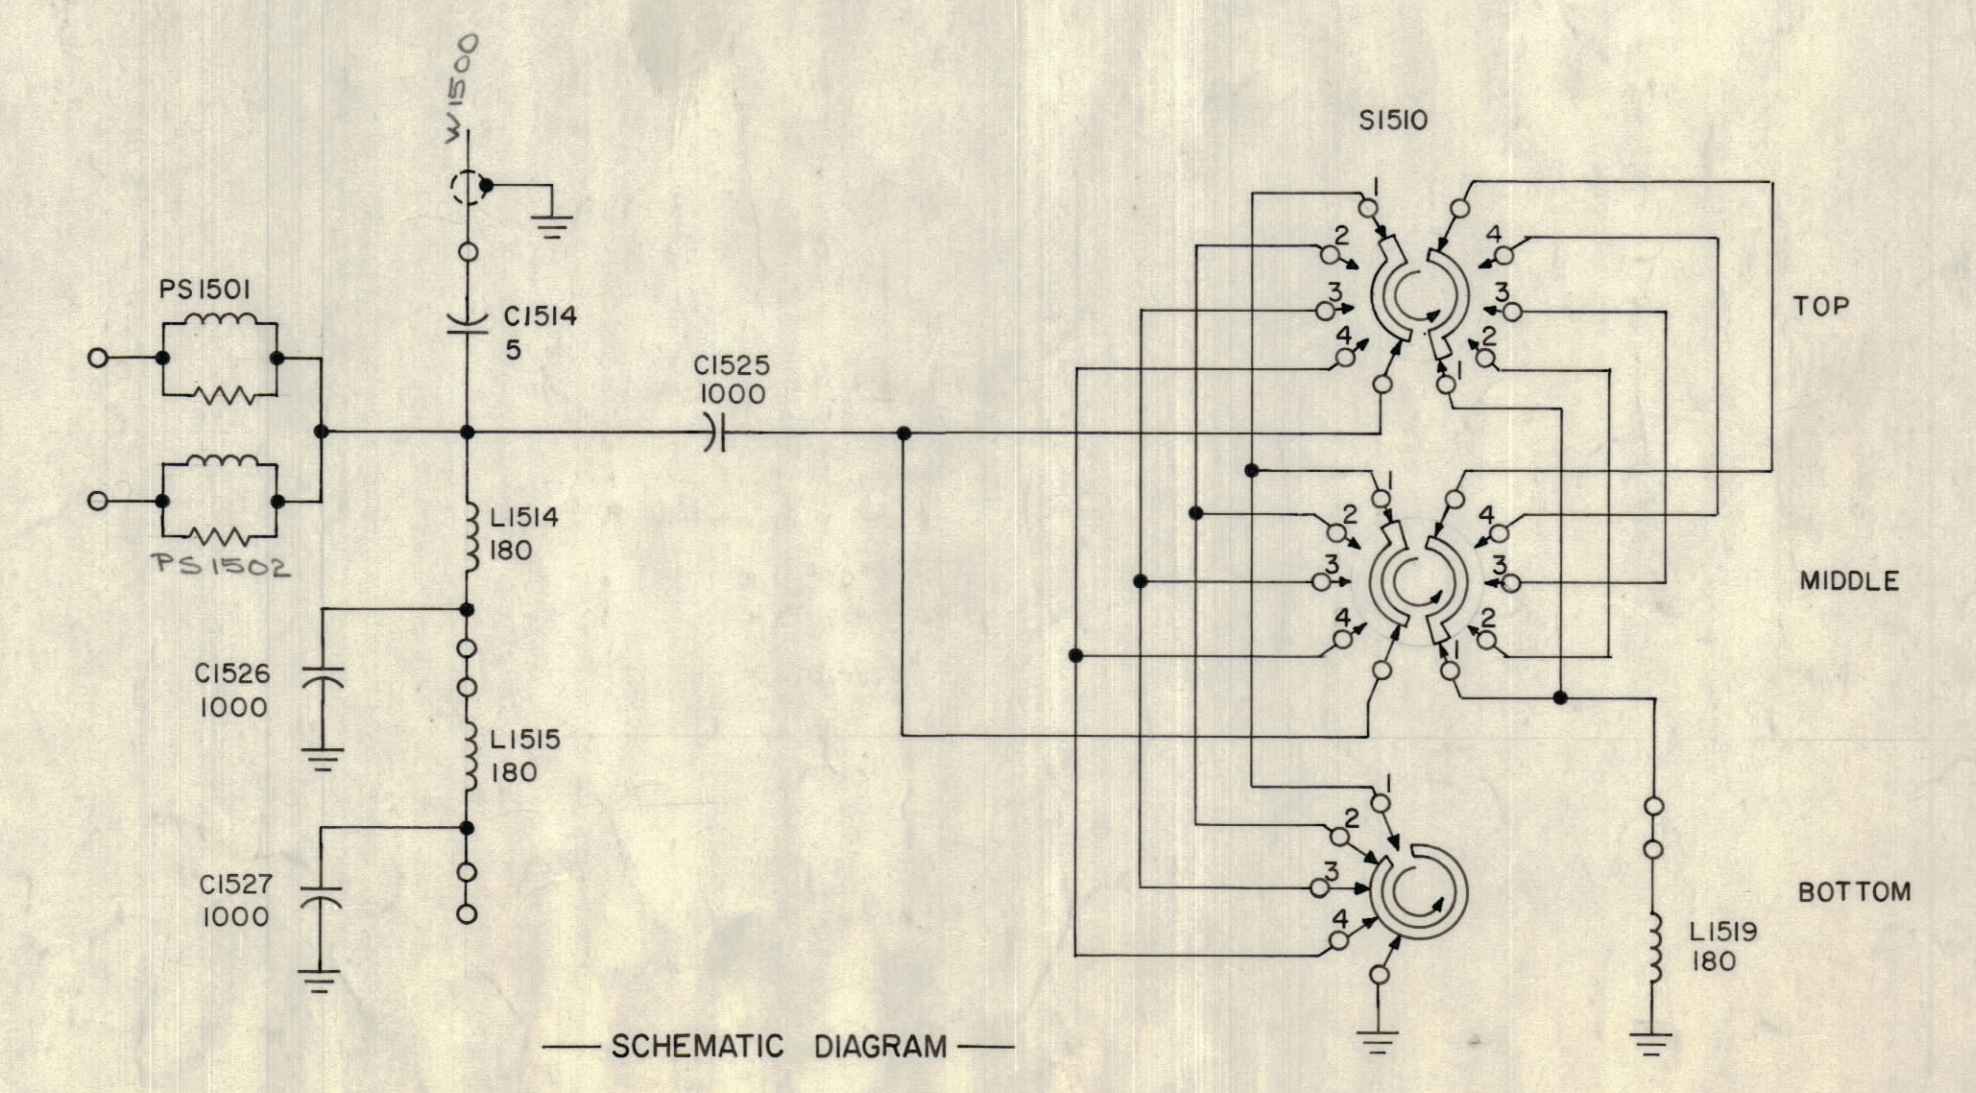 W1500
S1510
PS1501
C1514
5
C1525
1000
PS1502
L1514
180
C1526
1000
L1515
180
C1527
1000
1
2
3
4
4
3
2
1
TOP
1
2
3
4
4
3
2
1
MIDDLE
1
2
3
4
BOTTOM
L1519
180
SCHEMATIC DIAGRAM